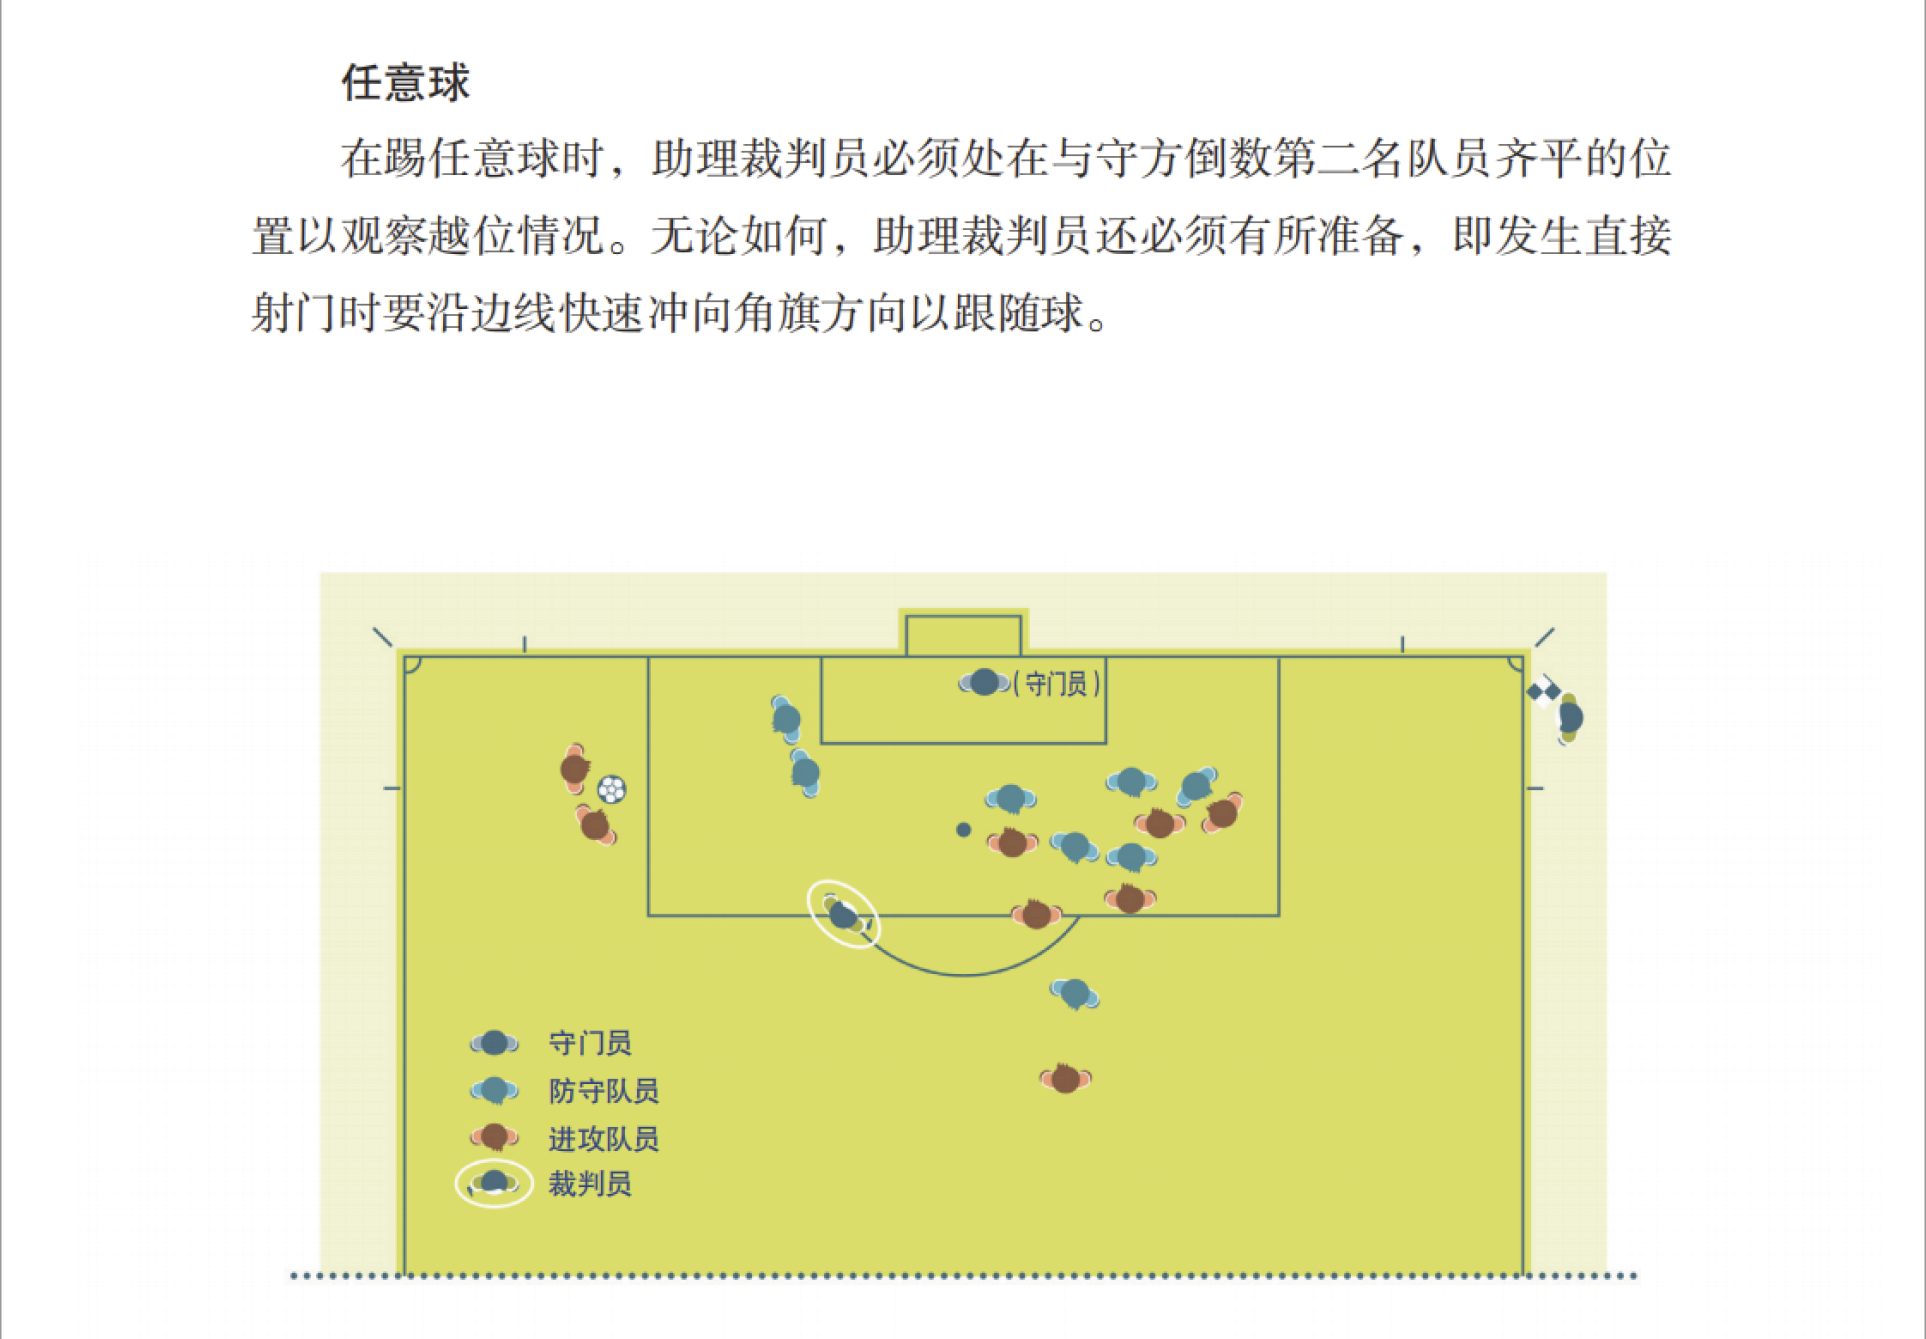 任意球
在踢任意球时，助理裁判员必须处在与守方倒数第二名队员齐平的位
置以观察越位情况。无论如何，助理裁判员还必须有所准备，即发生直接
射门时要沿边线快速冲向角旗方向以跟随球。
（守门员）
守门员
防守队员
进攻队员
裁判员